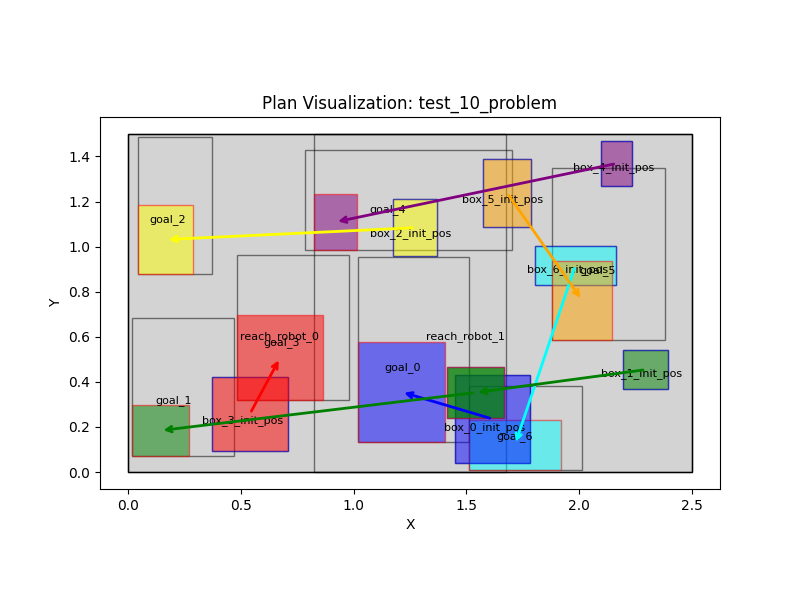 Plan Visualization: test_10_problem
Y
1.4
1.2
1.0
0.8
0.6
0.4
0.2
0.0
box_4_init_pos
box_5_init_pos
goal_4
goal_2
box_2_init_pos
box_6_init_pos
goal_5
reach_robot_0
reach_robot_1
goal_3
goal_0
box_1_init_pos
goal_1
box_3_init_pos
box_0_init_pos
goal_6
0.0 0.5 1.0 1.5 2.0 2.5
X